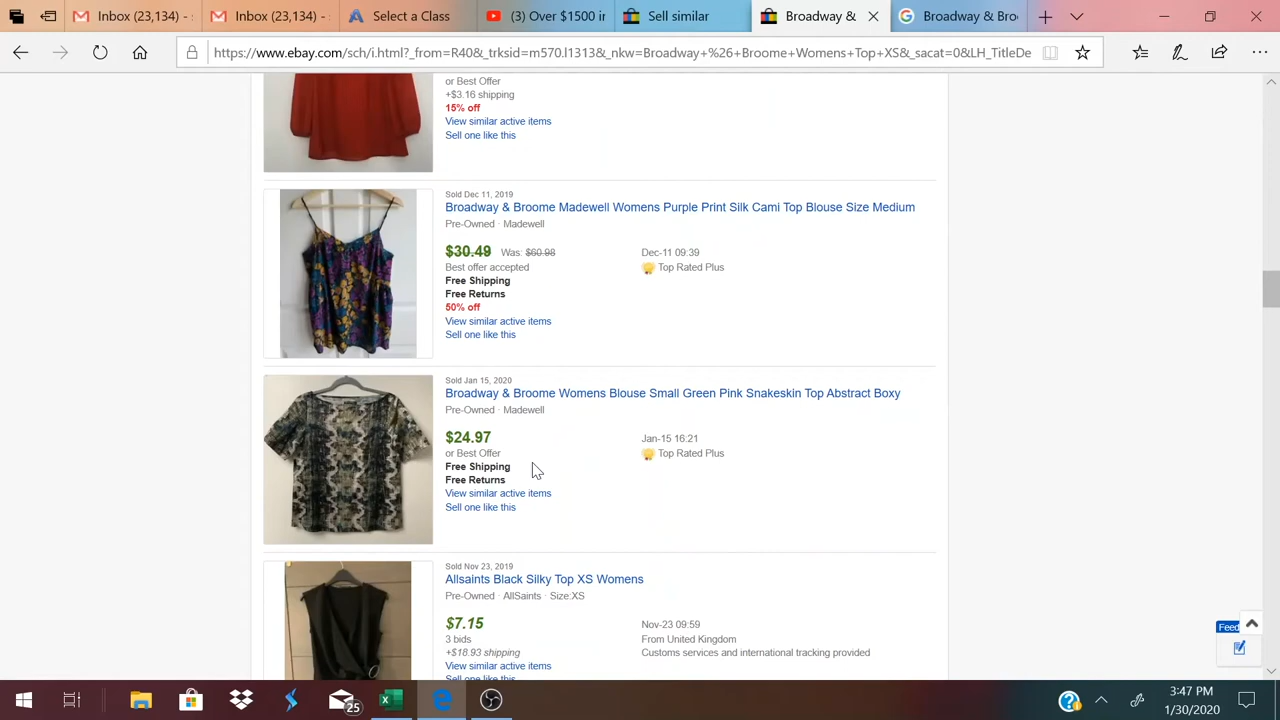 Inbox (23,134) - s
Inbox (23,134) - s
Select a Class
(3) Over $1500 in
Sell similar
Broadway &
Broadway & Bro
https://www.ebay.com/sch/i.html?_from=R40&_trksid=m570.l1313&_nkw=Broadway+%26+Broome+Womens+Top+XS&_sacat=0&LH_TitleDe
or Best Offer
+$3.16 shipping
15% off
View similar active items
Sell one like this
Sold Dec 11, 2019
Broadway & Broome Madewell Womens Purple Print Silk Cami Top Blouse Size Medium
Pre-Owned · Madewell
$30.49 Was: $60.98 Dec-11 09:39
Best offer accepted Top Rated Plus
Free Shipping
Free Returns
50% off
View similar active items
Sell one like this
Sold Jan 15, 2020
Broadway & Broome Womens Blouse Small Green Pink Snakeskin Top Abstract Boxy
Pre-Owned · Madewell
$24.97 Jan-15 16:21
or Best Offer Top Rated Plus
Free Shipping
Free Returns
View similar active items
Sell one like this
Sold Nov 23, 2019
Allsaints Black Silky Top XS Womens
Pre-Owned · AllSaints · Size:XS
$7.15 Nov-23 09:59
3 bids From United Kingdom
+$18.93 shipping Customs services and international tracking provided
View similar active items
Sell one like this
Feed
25
3:47 PM
1/30/2020